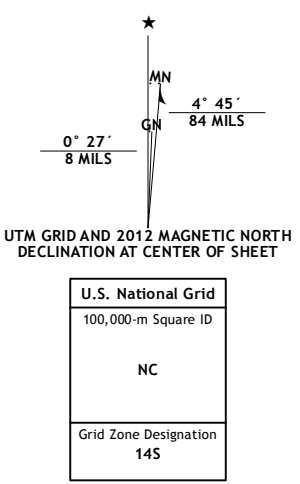 ★
MN
4° 45´
84 MILS
GN
0° 27´
8 MILS
UTM GRID AND 2012 MAGNETIC NORTH
DECLINATION AT CENTER OF SHEET
U.S. National Grid
100,000-m Square ID
NC
Grid Zone Designation
14S